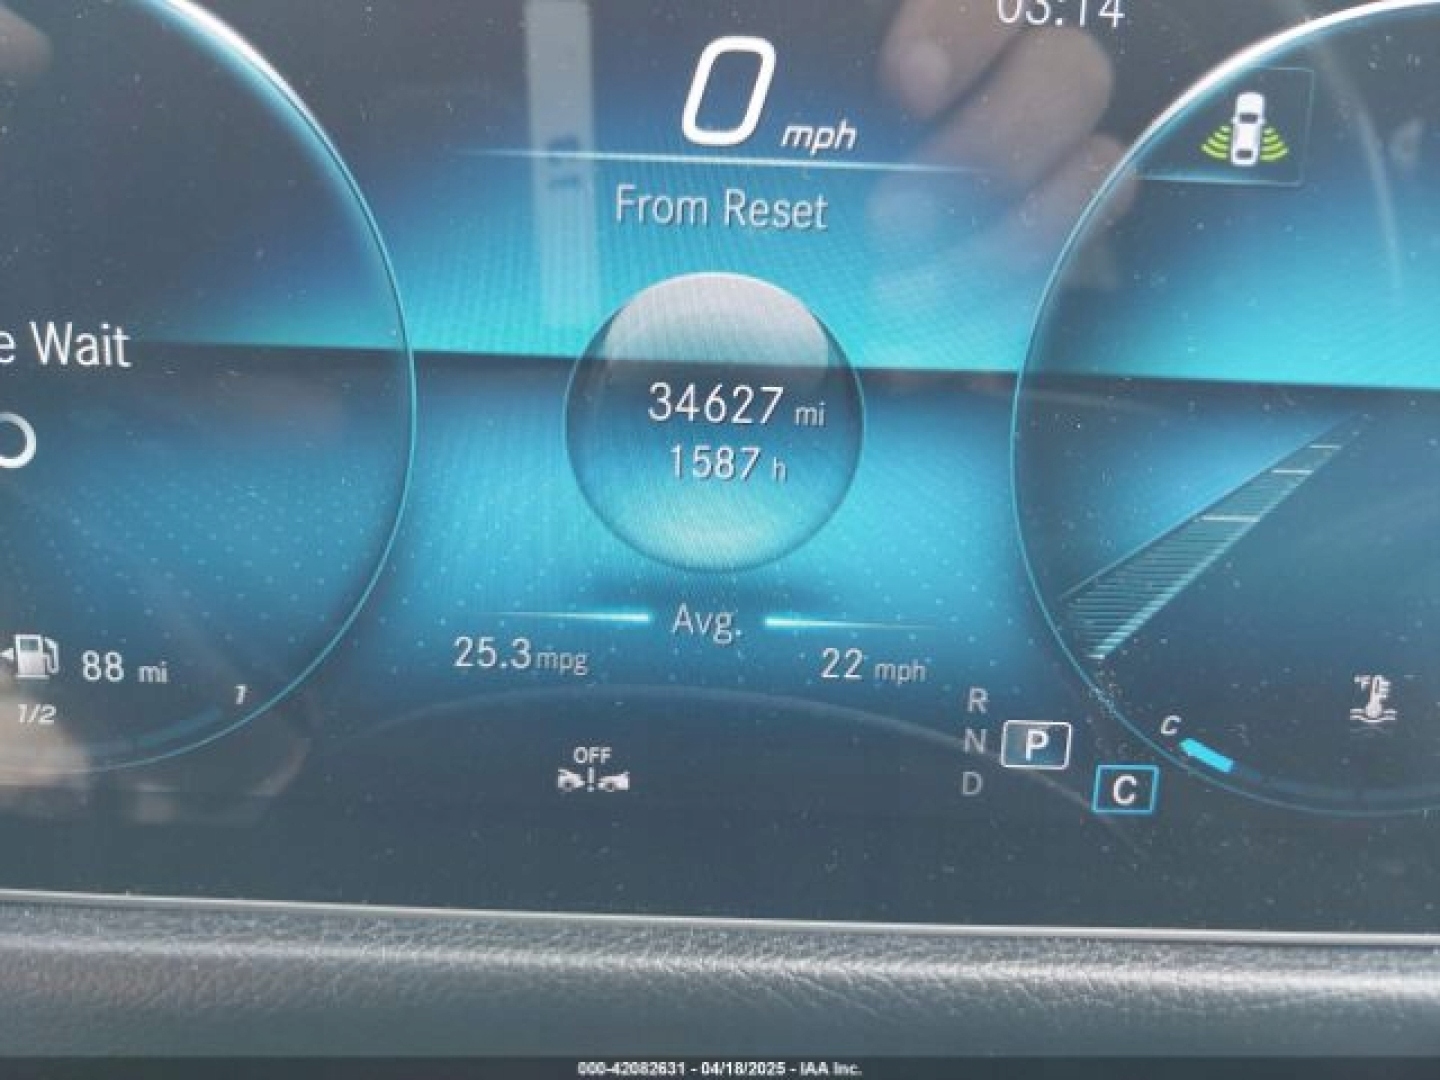 03:14
0 mph
From Reset
e Wait
34627 mi
1587 h
Avg.
25.3 mpg
22 mph
88 mi
1/2
1
R
N
D
P
C
C
°F
OFF
000-42082631 - 04/18/2025 - IAA Inc.